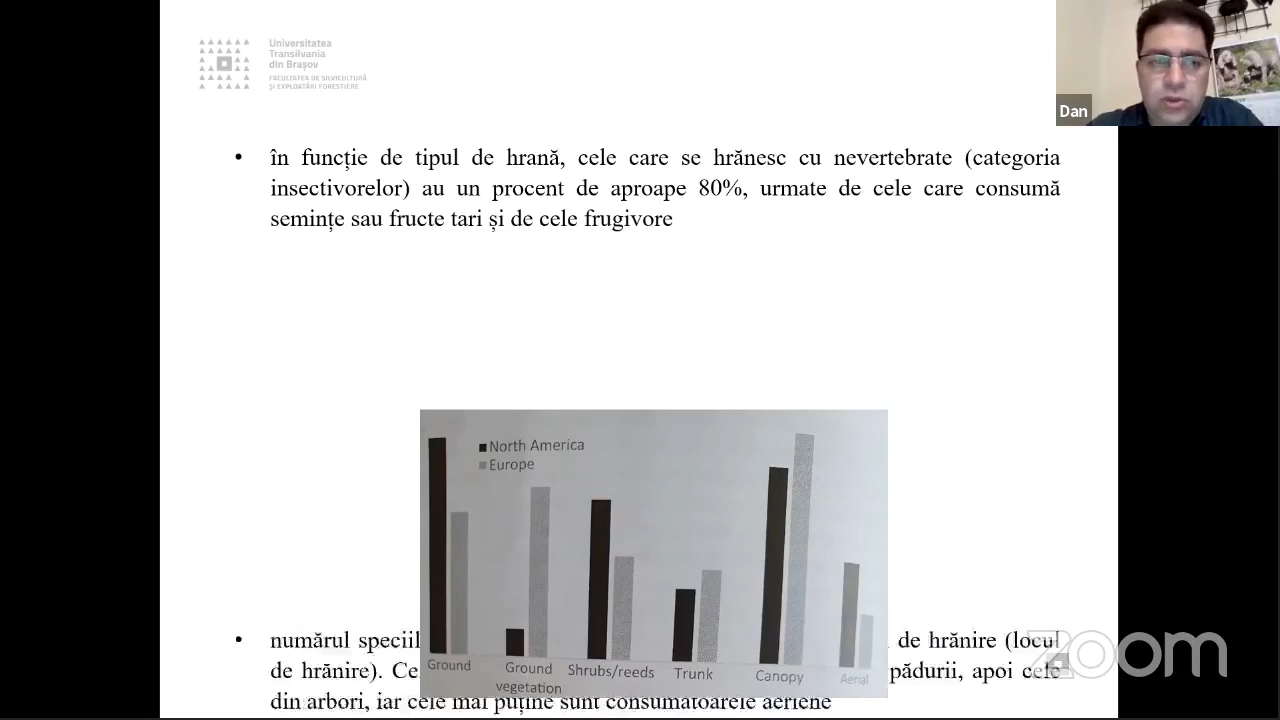 Universitatea
Transilvania
din Brașov
FACULTATEA DE SILVICULTURĂ
ȘI EXPLOATĂRI FORESTIERE
Dan
• în funcție de tipul de hrană, cele care se hrănesc cu nevertebrate (categoria
insectivorelor) au un procent de aproape 80%, urmate de cele care consumă
semințe sau fructe tari și de cele frugivore
North America
Europe
Ground
Ground
vegetation
Shrubs/reeds
Trunk
Canopy
Aerial
• numărul de hrănire (locul
de hrănire). pădurii, apoi cele
din arbori, iar cele mai puține sunt consumatoarele aeriene
zoom